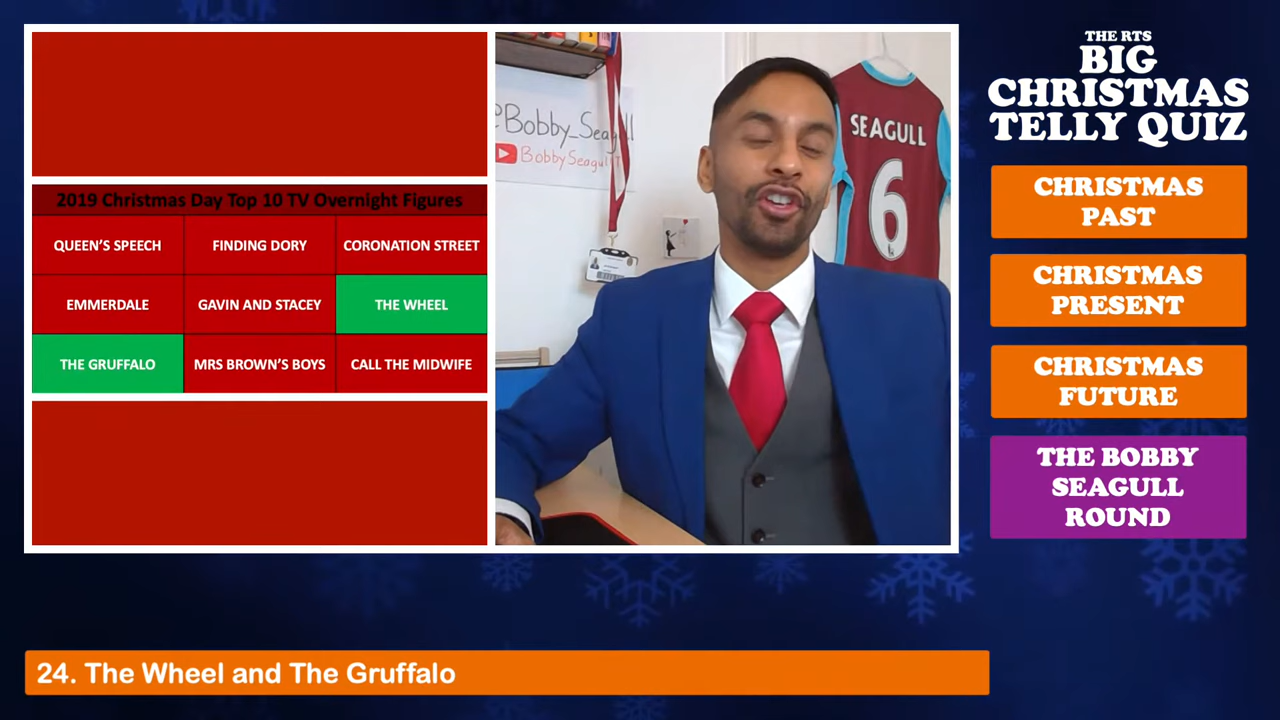 2019 Christmas Day Top 10 TV Overnight Figures
QUEEN'S SPEECH FINDING DORY CORONATION STREET
EMMERDALE GAVIN AND STACEY THE WHEEL
THE GRUFFALO MRS BROWN'S BOYS CALL THE MIDWIFE
@Bobby_Seagull
BobbySeagull
SEAGULL
6
THE RTS
BIG
CHRISTMAS
TELLY QUIZ
CHRISTMAS
PAST
CHRISTMAS
PRESENT
CHRISTMAS
FUTURE
THE BOBBY
SEAGULL
ROUND
24. The Wheel and The Gruffalo